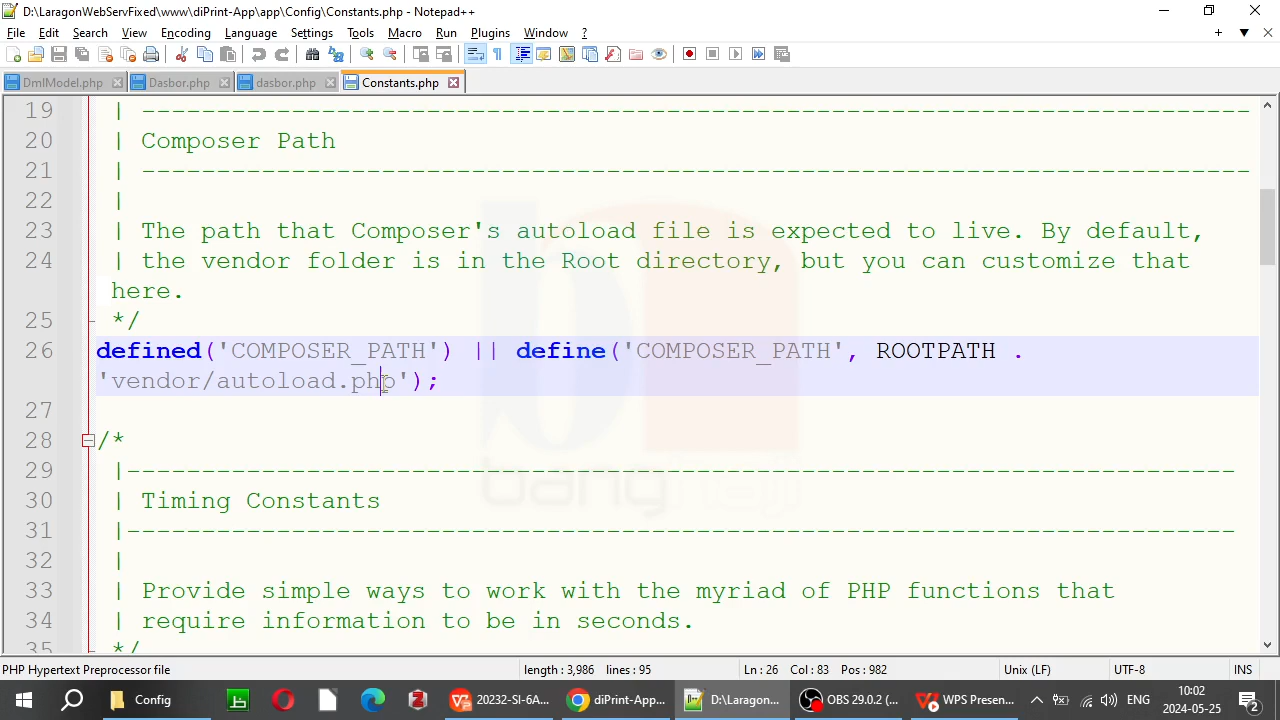 D:\LaragonWebServFixed\www\diPrint-App\app\Config\Constants.php - Notepad++
File Edit Search View Encoding Language Settings Tools Macro Run Plugins Window ?
DmlModel.php Dasbor.php dasbor.php Constants.php
19 | --------------------------------------------------------------------------
20 | Composer Path
21 | --------------------------------------------------------------------------
22 |
23 | The path that Composer's autoload file is expected to live. By default,
24 | the vendor folder is in the Root directory, but you can customize that
here.
25 */
26 defined('COMPOSER_PATH') || define('COMPOSER_PATH', ROOTPATH .
'vendor/autoload.php');
27
28 /*
29 |--------------------------------------------------------------------------
30 | Timing Constants
31 |--------------------------------------------------------------------------
32 |
33 | Provide simple ways to work with the myriad of PHP functions that
34 | require information to be in seconds.
35 */
banghaji
PHP Hypertext Preprocessor file length : 3,986 lines : 95 Ln : 26 Col : 83 Pos : 982 Unix (LF) UTF-8 INS
Config 20232-SI-6A... diPrint-App... D:\Laragon... OBS 29.0.2 (... WPS Presen... ENG 10:02
2024-05-25 2